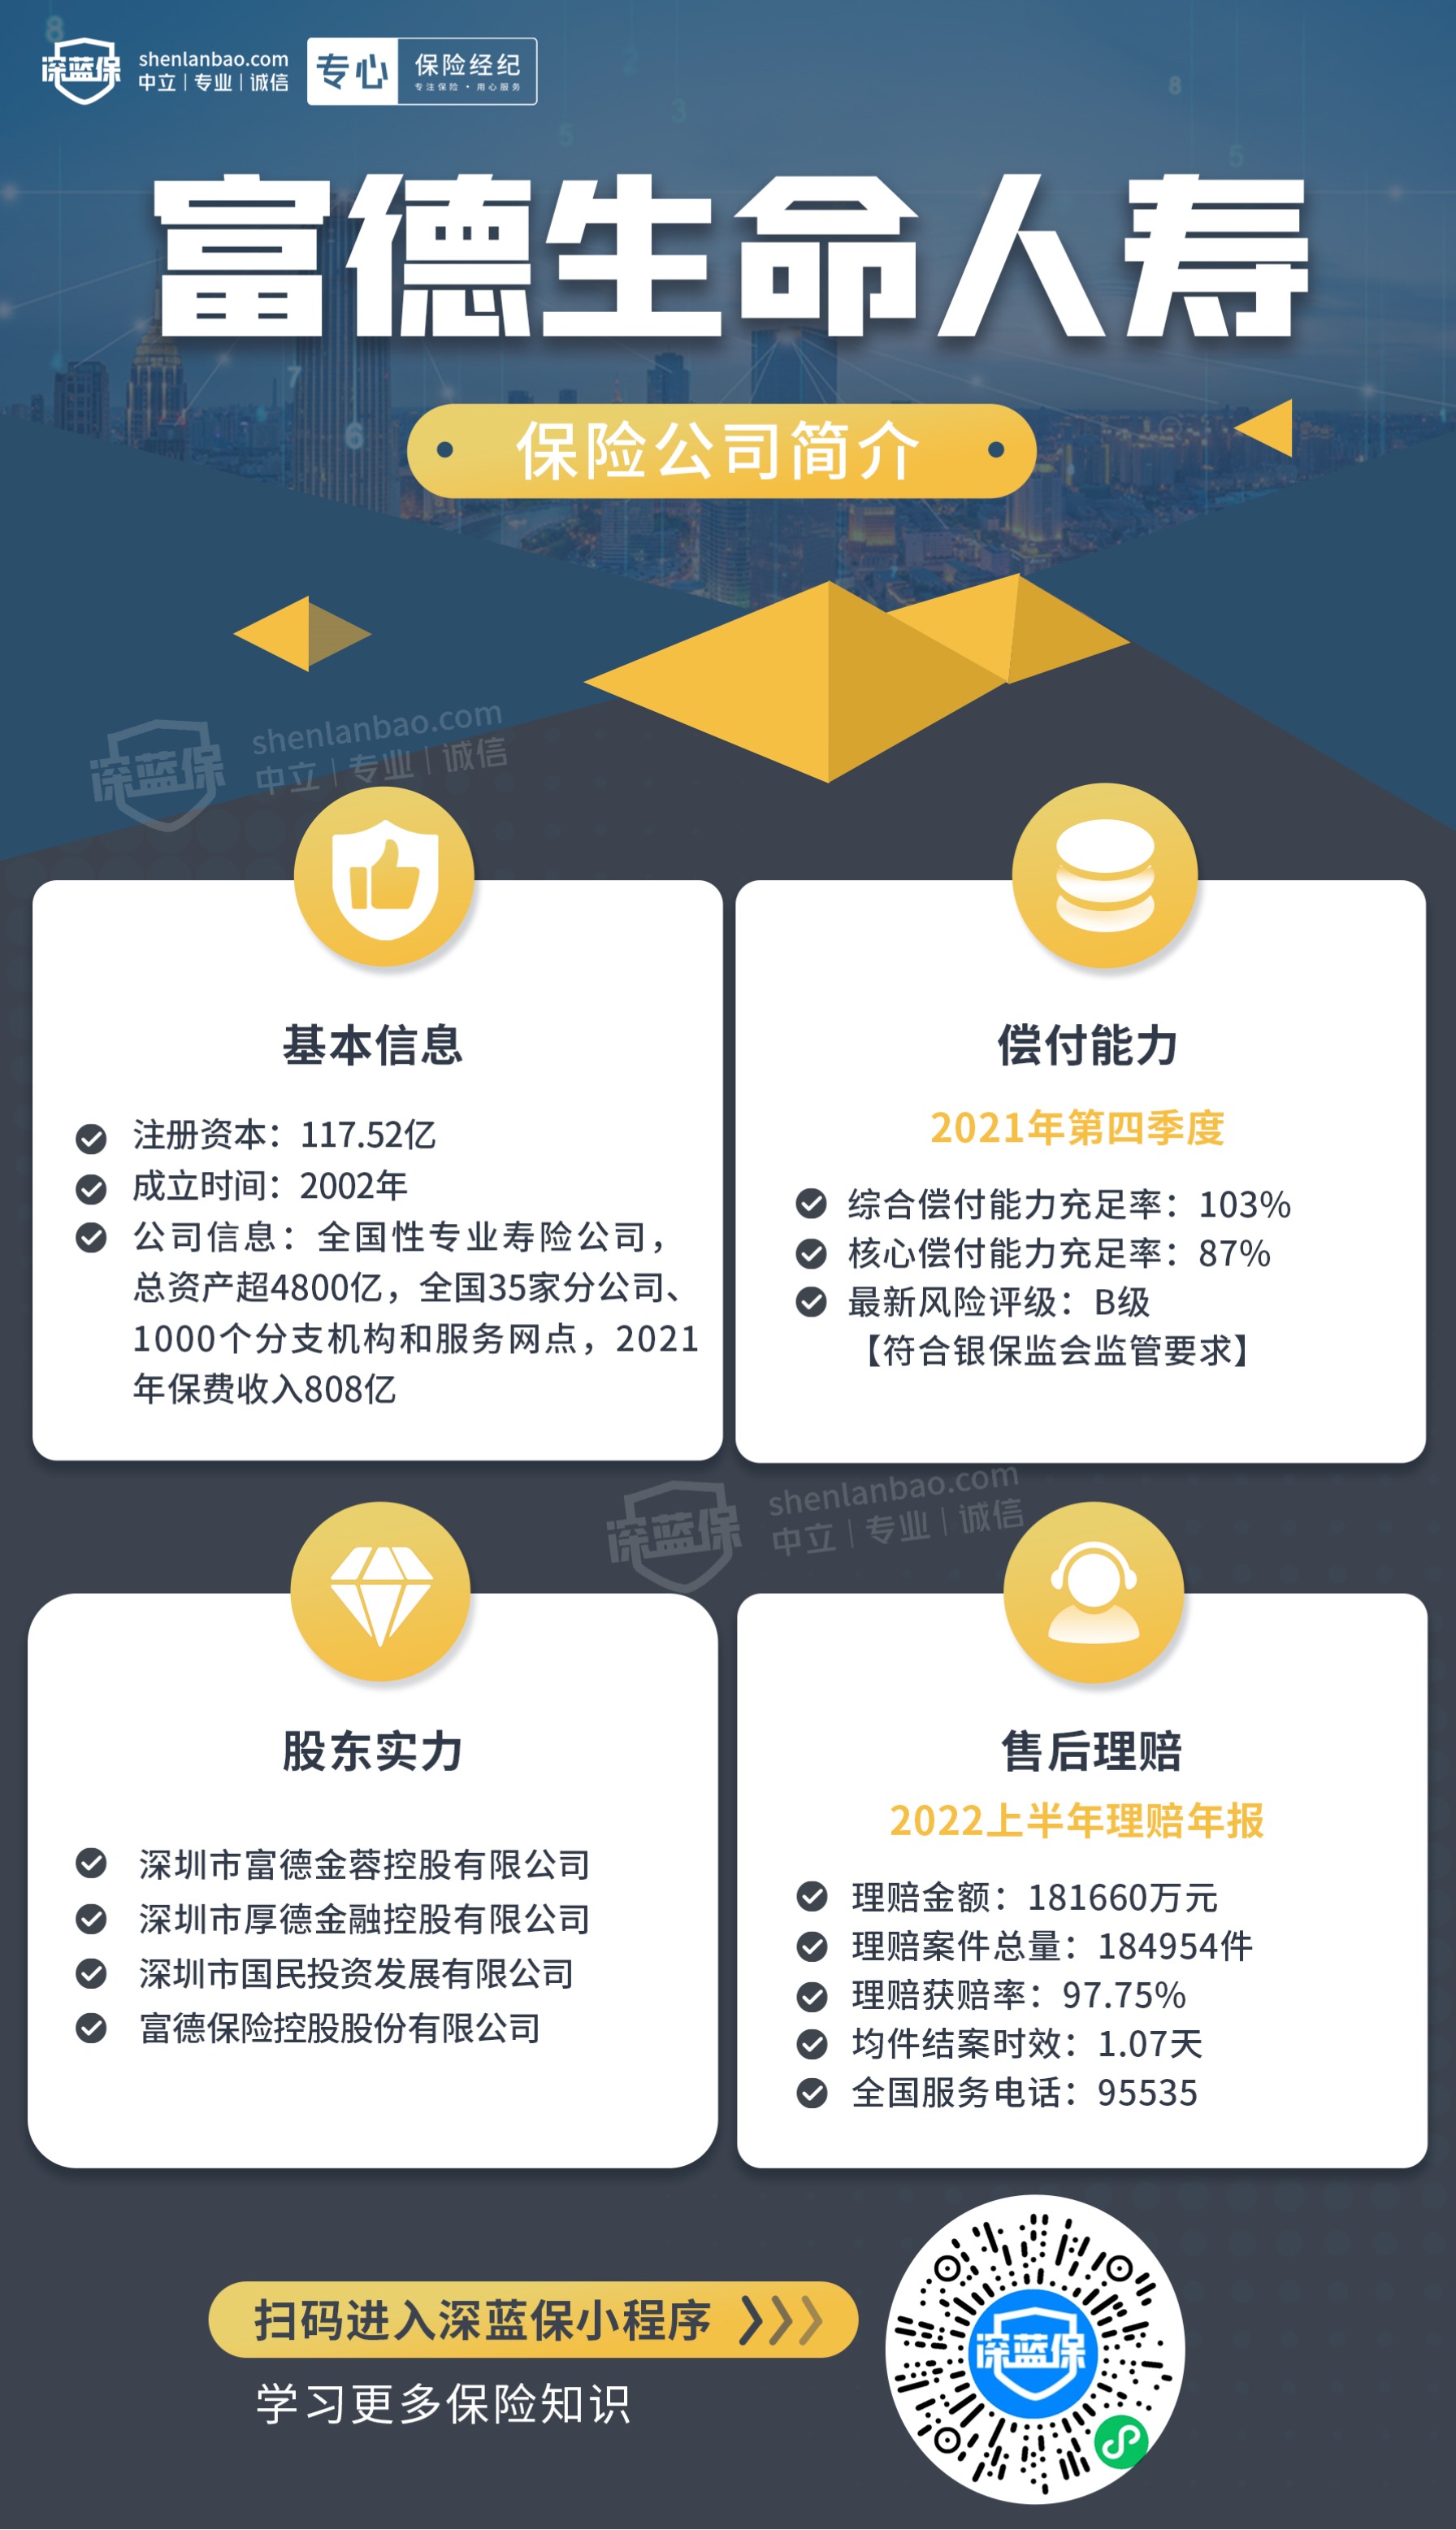 深蓝保
shenlanbao.com
中立|专业|诚信
专心
保险经纪
专注保险·用心服务
富德生命人寿
保险公司简介
深蓝保
shenlanbao.com
中立|专业|诚信
基本信息
注册资本：117.52亿
成立时间：2002年
公司信息：全国性专业寿险公司，
总资产超4800亿，全国35家分公司、
1000个分支机构和服务网点，2021
年保费收入808亿
偿付能力
2021年第四季度
综合偿付能力充足率：103%
核心偿付能力充足率：87%
最新风险评级：B级
【符合银保监会监管要求】
深蓝保
shenlanbao.com
中立|专业|诚信
股东实力
深圳市富德金蓉控股有限公司
深圳市厚德金融控股有限公司
深圳市国民投资发展有限公司
富德保险控股股份有限公司
售后理赔
2022上半年理赔年报
理赔金额：181660万元
理赔案件总量：184954件
理赔获赔率：97.75%
均件结案时效：1.07天
全国服务电话：95535
扫码进入深蓝保小程序
学习更多保险知识
深蓝保